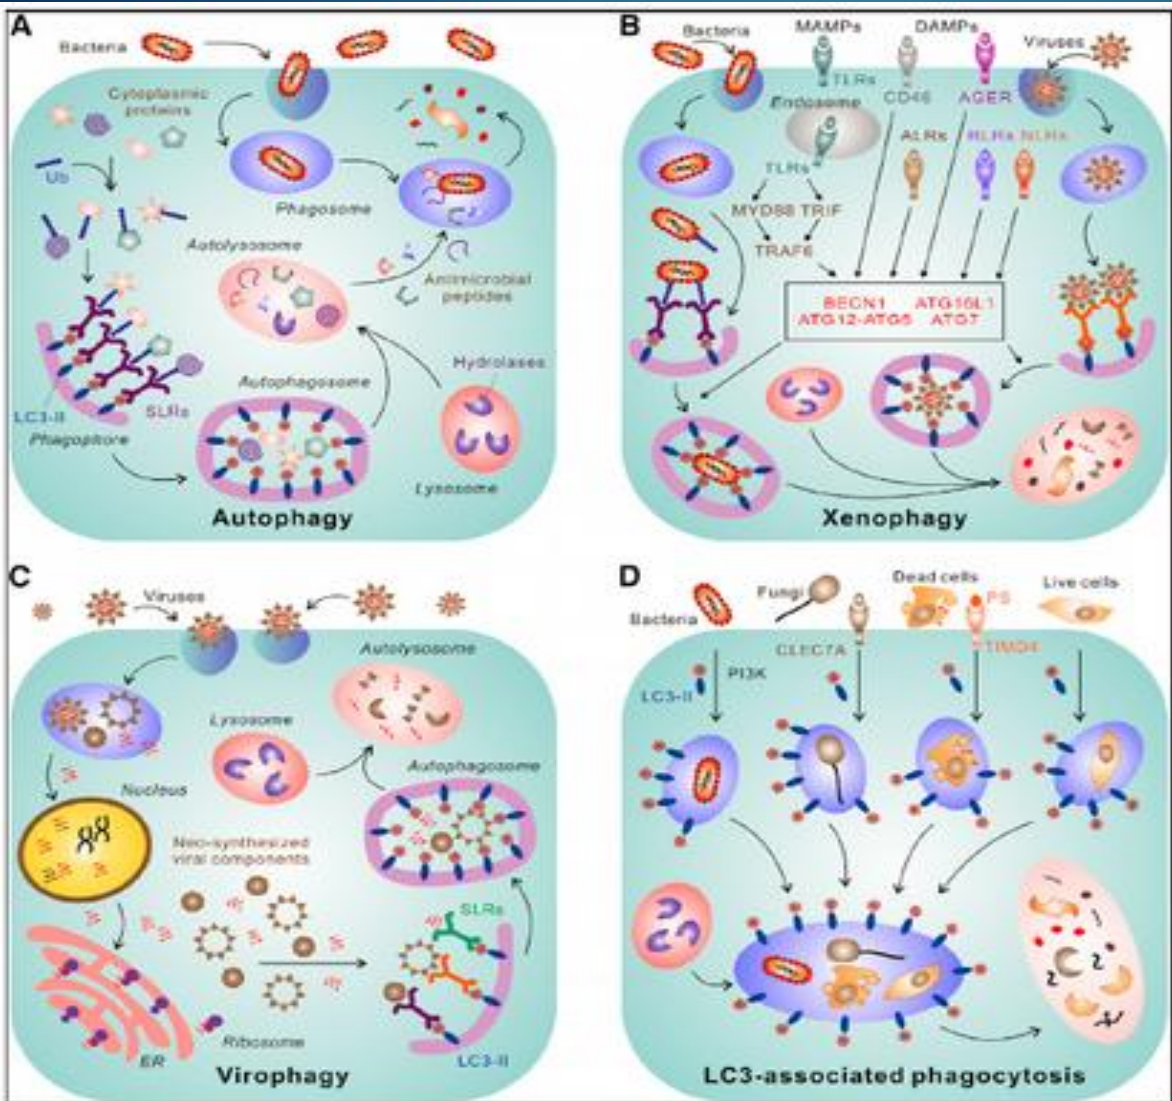 A
Bacteria
Cytoplasmic
proteins
Ub
Phagosome
Autolysosome
Antimicrobial
peptides
Hydrolases
Autophagosome
LC3-II
SLRs
Phagophore
Lysosome
Autophagy
B
Bacteria
MAMPs
DAMPs
Viruses
TLRs
CD46
AGER
Endosome
ALRs
RLRs
NLRs
TLRs
MYD88 TRIF
TRAF6
BECN1
ATG16L1
ATG12-ATG5
ATG7
Xenophagy
C
Viruses
Autolysosome
Lysosome
Nucleus
Autophagosome
Neo-synthesized
viral components
SLRs
Ribosome
ER
LC3-II
Virophagy
D
Bacteria
Fungi
Dead cells
PS
Live cells
CLEC7A
TIMD4
PI3K
LC3-II
LC3-associated phagocytosis